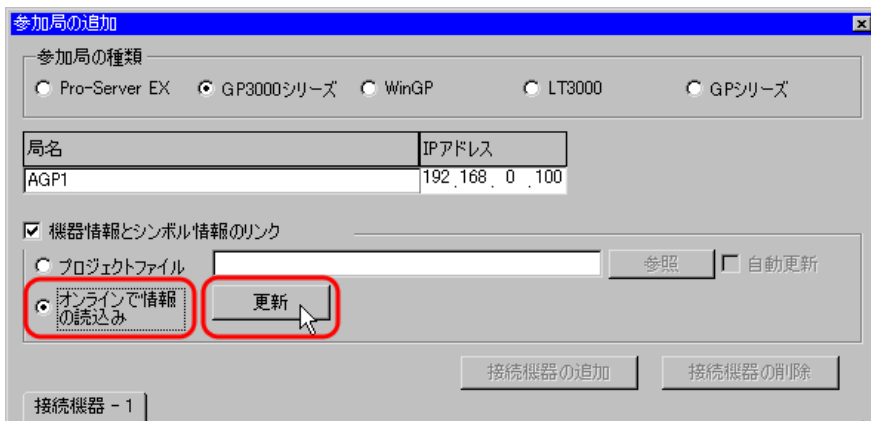 参加局の追加
参加局の種類
Pro-Server EX GP3000シリーズ WinGP LT3000 GPシリーズ
局名 IPアドレス
AGP1 192.168.0.100
機器情報とシンボル情報のリンク
プロジェクトファイル 参照 自動更新
オンラインで情報
の読込み 更新
接続機器の追加 接続機器の削除
接続機器 - 1